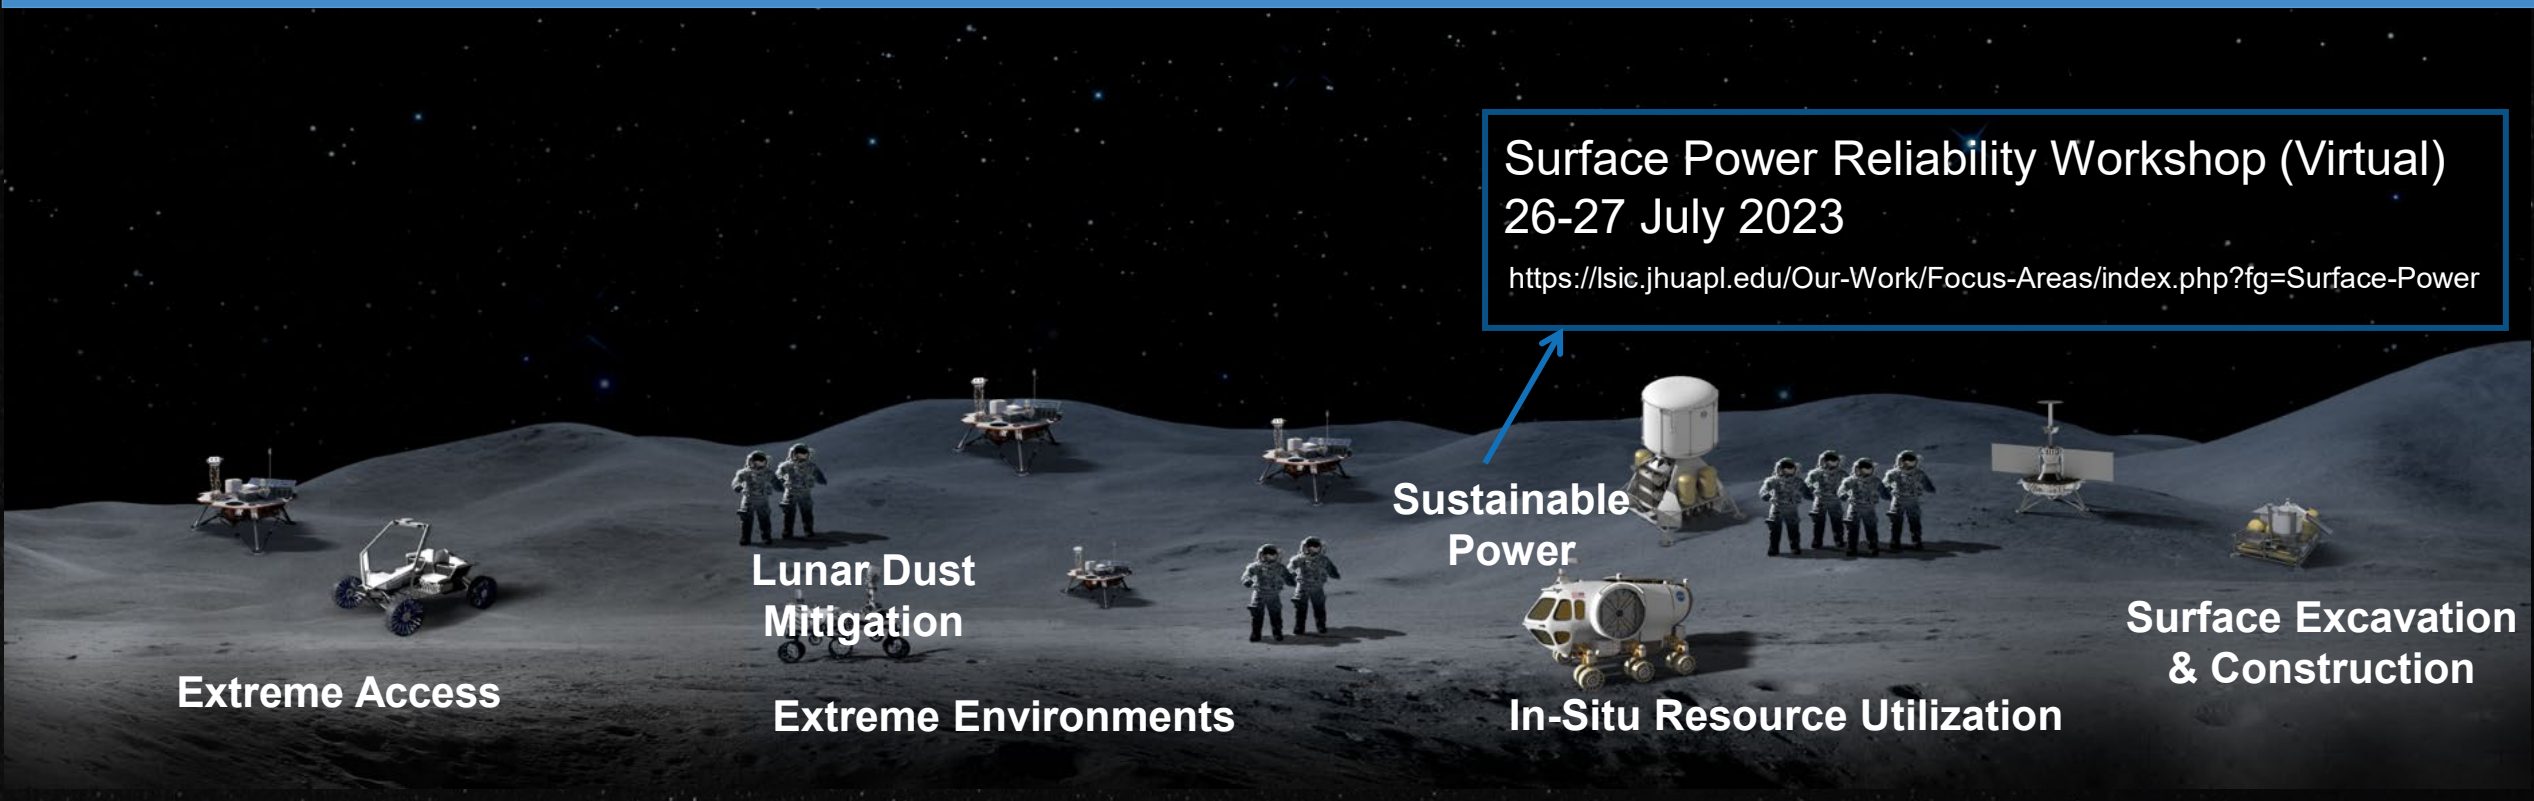 Surface Power Reliability Workshop (Virtual)
26-27 July 2023
https://lsic.jhuapl.edu/Our-Work/Focus-Areas/index.php?fg=Surface-Power
Sustainable
Power
Lunar Dust
Mitigation
Surface Excavation
& Construction
Extreme Access
Extreme Environments
In-Situ Resource Utilization